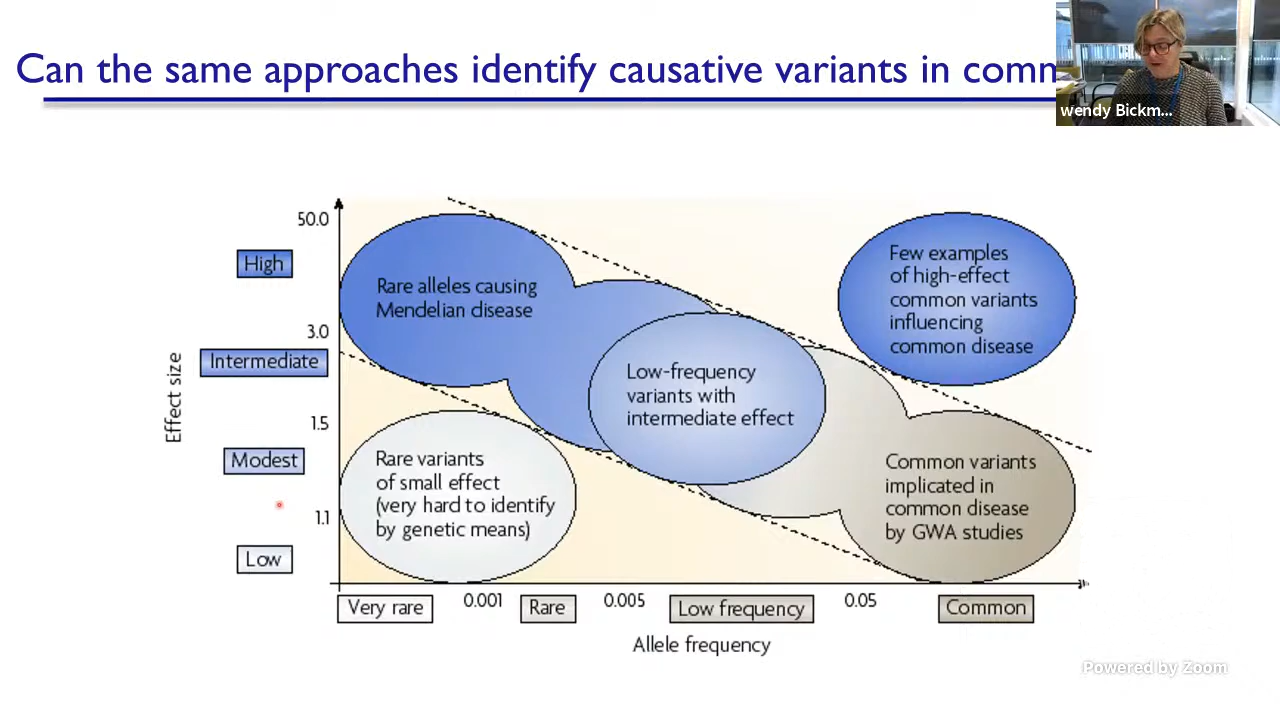 Can the same approaches identify causative variants in comm
wendy Bickm...
50.0
High
3.0
Intermediate
1.5
Modest
1.1
Low
Effect size
Rare alleles causing
Mendelian disease
Few examples
of high-effect
common variants
influencing
common disease
Low-frequency
variants with
intermediate effect
Rare variants
of small effect
(very hard to identify
by genetic means)
Common variants
implicated in
common disease
by GWA studies
Very rare
0.001
Rare
0.005
Low frequency
0.05
Common
Allele frequency
Powered by Zoom